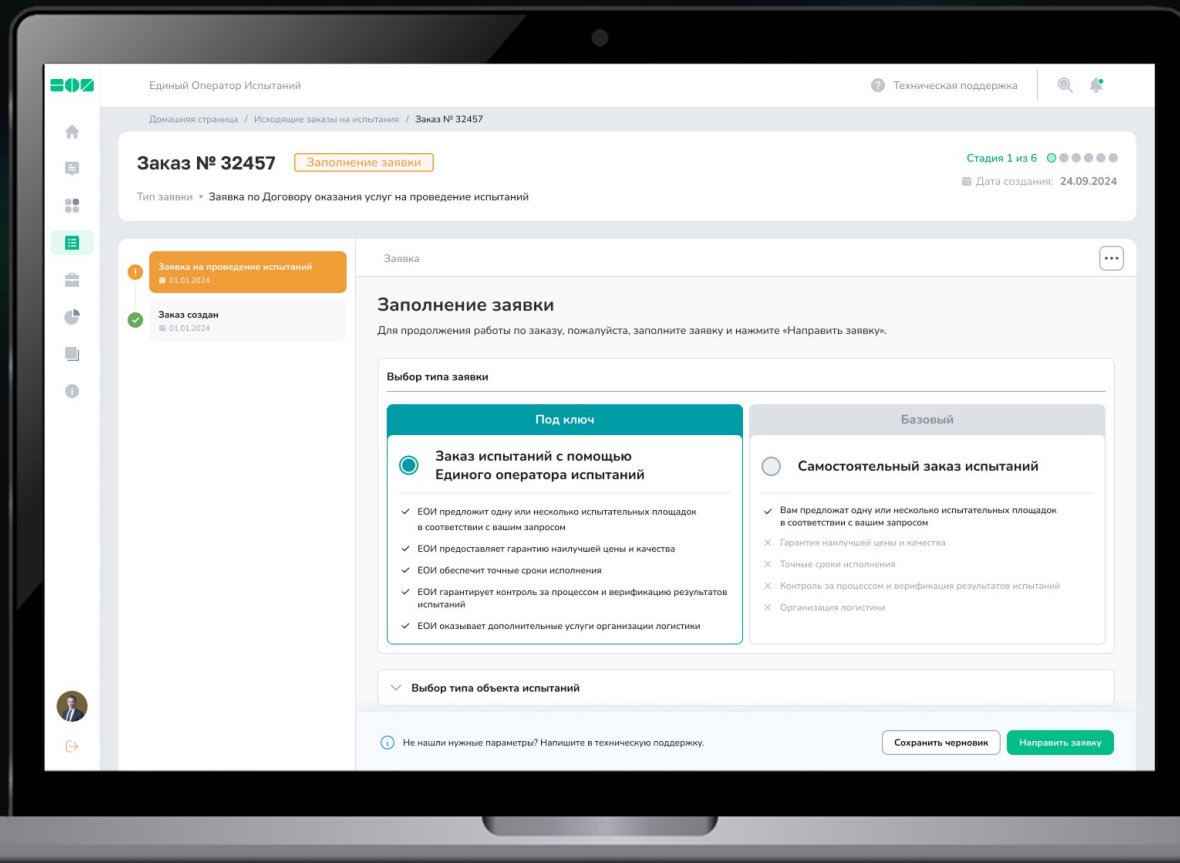 ЕОИ
Единый Оператор Испытаний
Техническая поддержка
Домашняя страница / Исходящие заказы на испытания / Заказ № 32457
Заказ № 32457
Заполнение заявки
Стадия 1 из 6
Тип заявки • Заявка по Договору оказания услуг на проведение испытаний
Дата создания: 24.09.2024
Заявка на проведение испытаний
01.01.2024
Заказ создан
01.01.2024
Заявка
Заполнение заявки
Для продолжения работы по заказу, пожалуйста, заполните заявку и нажмите «Направить заявку».
Выбор типа заявки
Под ключ
Заказ испытаний с помощью
Единого оператора испытаний
ЕОИ предложит одну или несколько испытательных площадок
в соответствии с вашим запросом
ЕОИ предоставляет гарантию наилучшей цены и качества
ЕОИ обеспечит точные сроки исполнения
ЕОИ гарантирует контроль за процессом и верификацию результатов
испытаний
ЕОИ оказывает дополнительные услуги организации логистики
Базовый
Самостоятельный заказ испытаний
Вам предложат одну или несколько испытательных площадок
в соответствии с вашим запросом
Гарантия наилучшей цены и качества
Точные сроки исполнения
Контроль за процессом и верификация результатов испытаний
Организация логистики
Выбор типа объекта испытаний
Не нашли нужные параметры? Напишите в техническую поддержку.
Сохранить черновик
Направить заявку